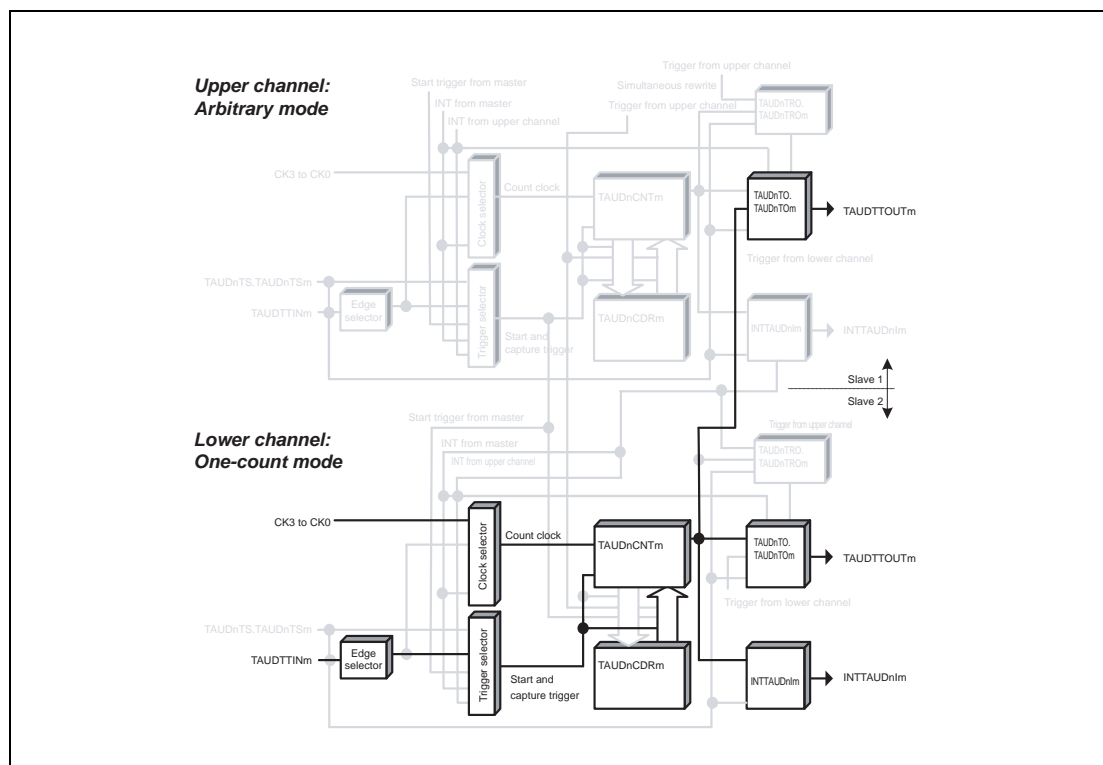 Upper channel:
Arbitrary mode
Start trigger from master
INT from master
INT from upper channel
Trigger from upper channel
Simultaneous rewrite
Trigger from upper channel
TAUDnTRO.
TAUDnTROm
CK3 to CK0
Clock selector
Count clock
TAUDnCNTm
TAUDnTO.
TAUDnTOm
TAUDTTOUTm
Trigger from lower channel
TAUDnTS.TAUDnTSm
TAUDTTINm
Edge
selector
Trigger selector
Start and
capture trigger
TAUDnCDRm
INTTAUDnIm
INTTAUDnIm
Slave 1
Slave 2
Lower channel:
One-count mode
Start trigger from master
INT from master
INT from upper channel
Trigger from upper channel
TAUDnTRO.
TAUDnTROm
CK3 to CK0
Clock selector
Count clock
TAUDnCNTm
TAUDnTO.
TAUDnTOm
TAUDTTOUTm
Trigger from lower channel
TAUDnTS.TAUDnTSm
TAUDTTINm
Edge
selector
Trigger selector
Start and
capture trigger
TAUDnCDRm
INTTAUDnIm
INTTAUDnIm